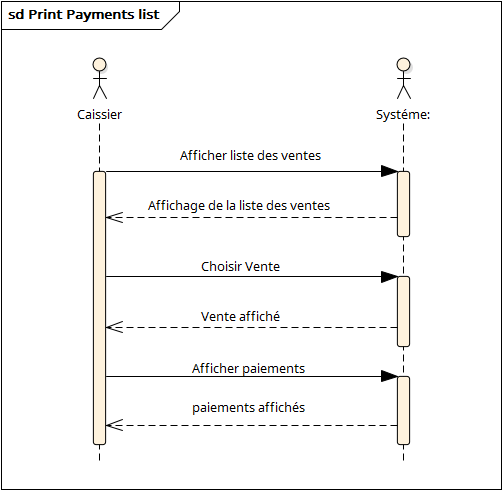 sd Print Payments list
Caissier
Systéme:
Afficher liste des ventes
Affichage de la liste des ventes
Choisir Vente
Vente affiché
Afficher paiements
paiements affichés